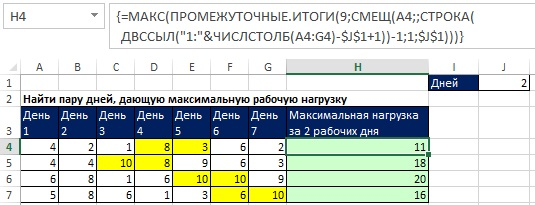 H4 {=МАКС(ПРОМЕЖУТОЧНЫЕ.ИТОГИ(9;СМЕЩ(A4;;СТРОКА(
ДВССЫЛ("1:"&ЧИСЛСТОЛБ(A4:G4)-$J$1+1))-1;1;$J$1)))}
A B C D E F G H I J
1 Дней 2
2 Найти пару дней, дающую максимальную рабочую нагрузку
День День День День День День День Максимальная нагрузка
3 1 2 3 4 5 6 7 за 2 рабочих дня
4 4 2 1 8 3 6 2 11
5 4 4 10 8 9 6 3 18
6 6 8 1 6 10 10 9 20
7 5 8 6 1 3 6 10 16